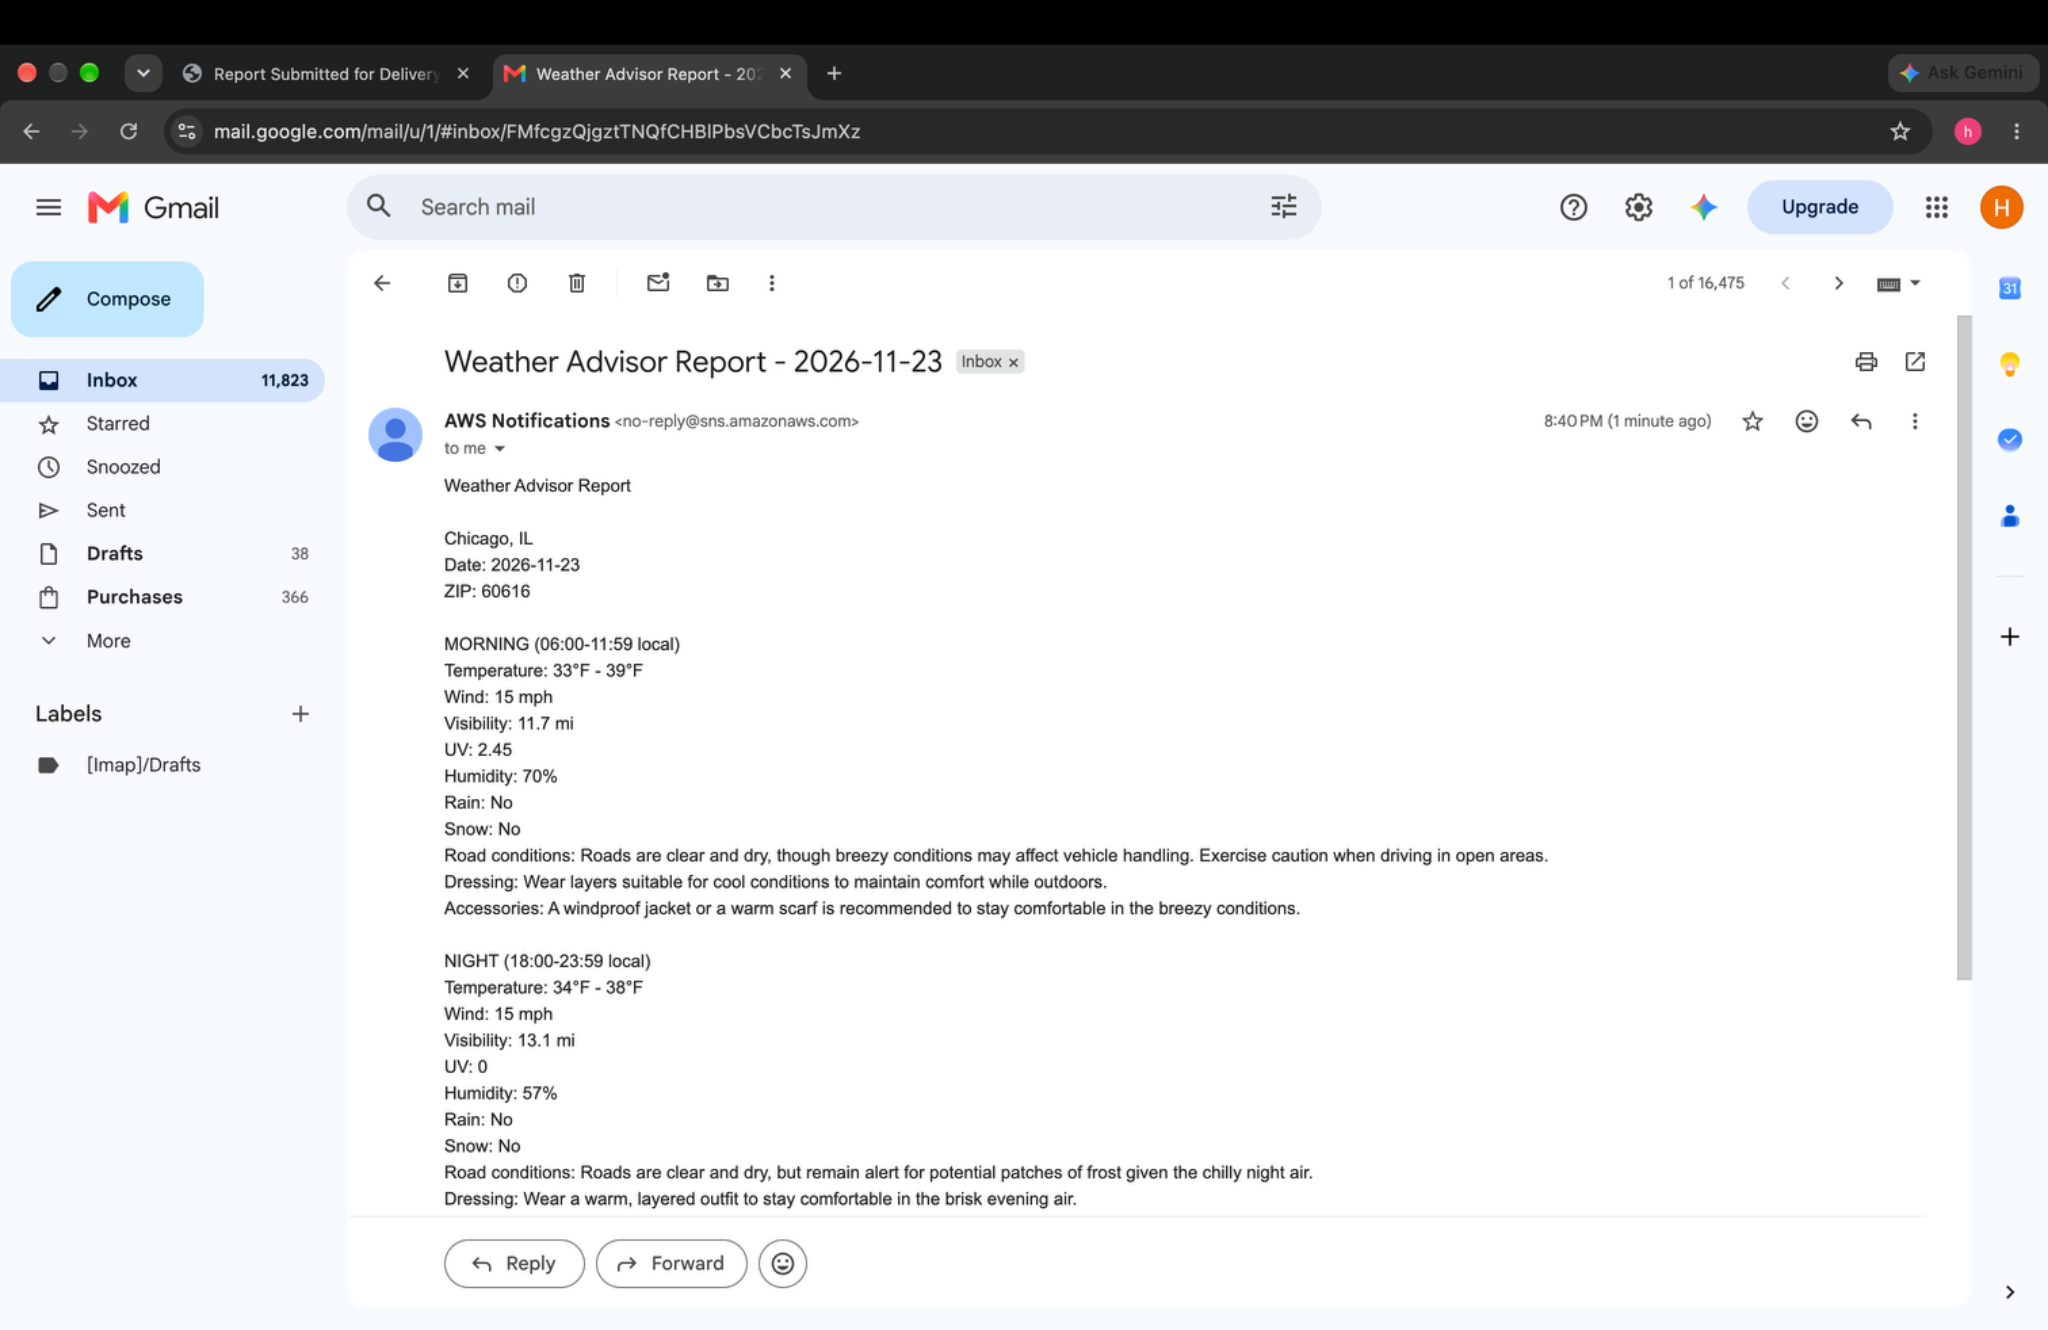 Report Submitted for Delivery
Weather Advisor Report - 202
Ask Gemini
mail.google.com/mail/u/1/#inbox/FMfcgzQjgztTNQfCHBlPbsVCbcTsJmXz
h
Gmail
Search mail
Upgrade
H
Compose
1 of 16,475
31
Weather Advisor Report - 2026-11-23
Inbox ×
Inbox 11,823
Starred
Snoozed
Sent
Drafts 38
Purchases 366
More
Labels
[Imap]/Drafts
AWS Notifications <no-reply@sns.amazonaws.com>
8:40 PM (1 minute ago)
to me
Weather Advisor Report
Chicago, IL
Date: 2026-11-23
ZIP: 60616
MORNING (06:00-11:59 local)
Temperature: 33°F - 39°F
Wind: 15 mph
Visibility: 11.7 mi
UV: 2.45
Humidity: 70%
Rain: No
Snow: No
Road conditions: Roads are clear and dry, though breezy conditions may affect vehicle handling. Exercise caution when driving in open areas.
Dressing: Wear layers suitable for cool conditions to maintain comfort while outdoors.
Accessories: A windproof jacket or a warm scarf is recommended to stay comfortable in the breezy conditions.
NIGHT (18:00-23:59 local)
Temperature: 34°F - 38°F
Wind: 15 mph
Visibility: 13.1 mi
UV: 0
Humidity: 57%
Rain: No
Snow: No
Road conditions: Roads are clear and dry, but remain alert for potential patches of frost given the chilly night air.
Dressing: Wear a warm, layered outfit to stay comfortable in the brisk evening air.
Reply
Forward